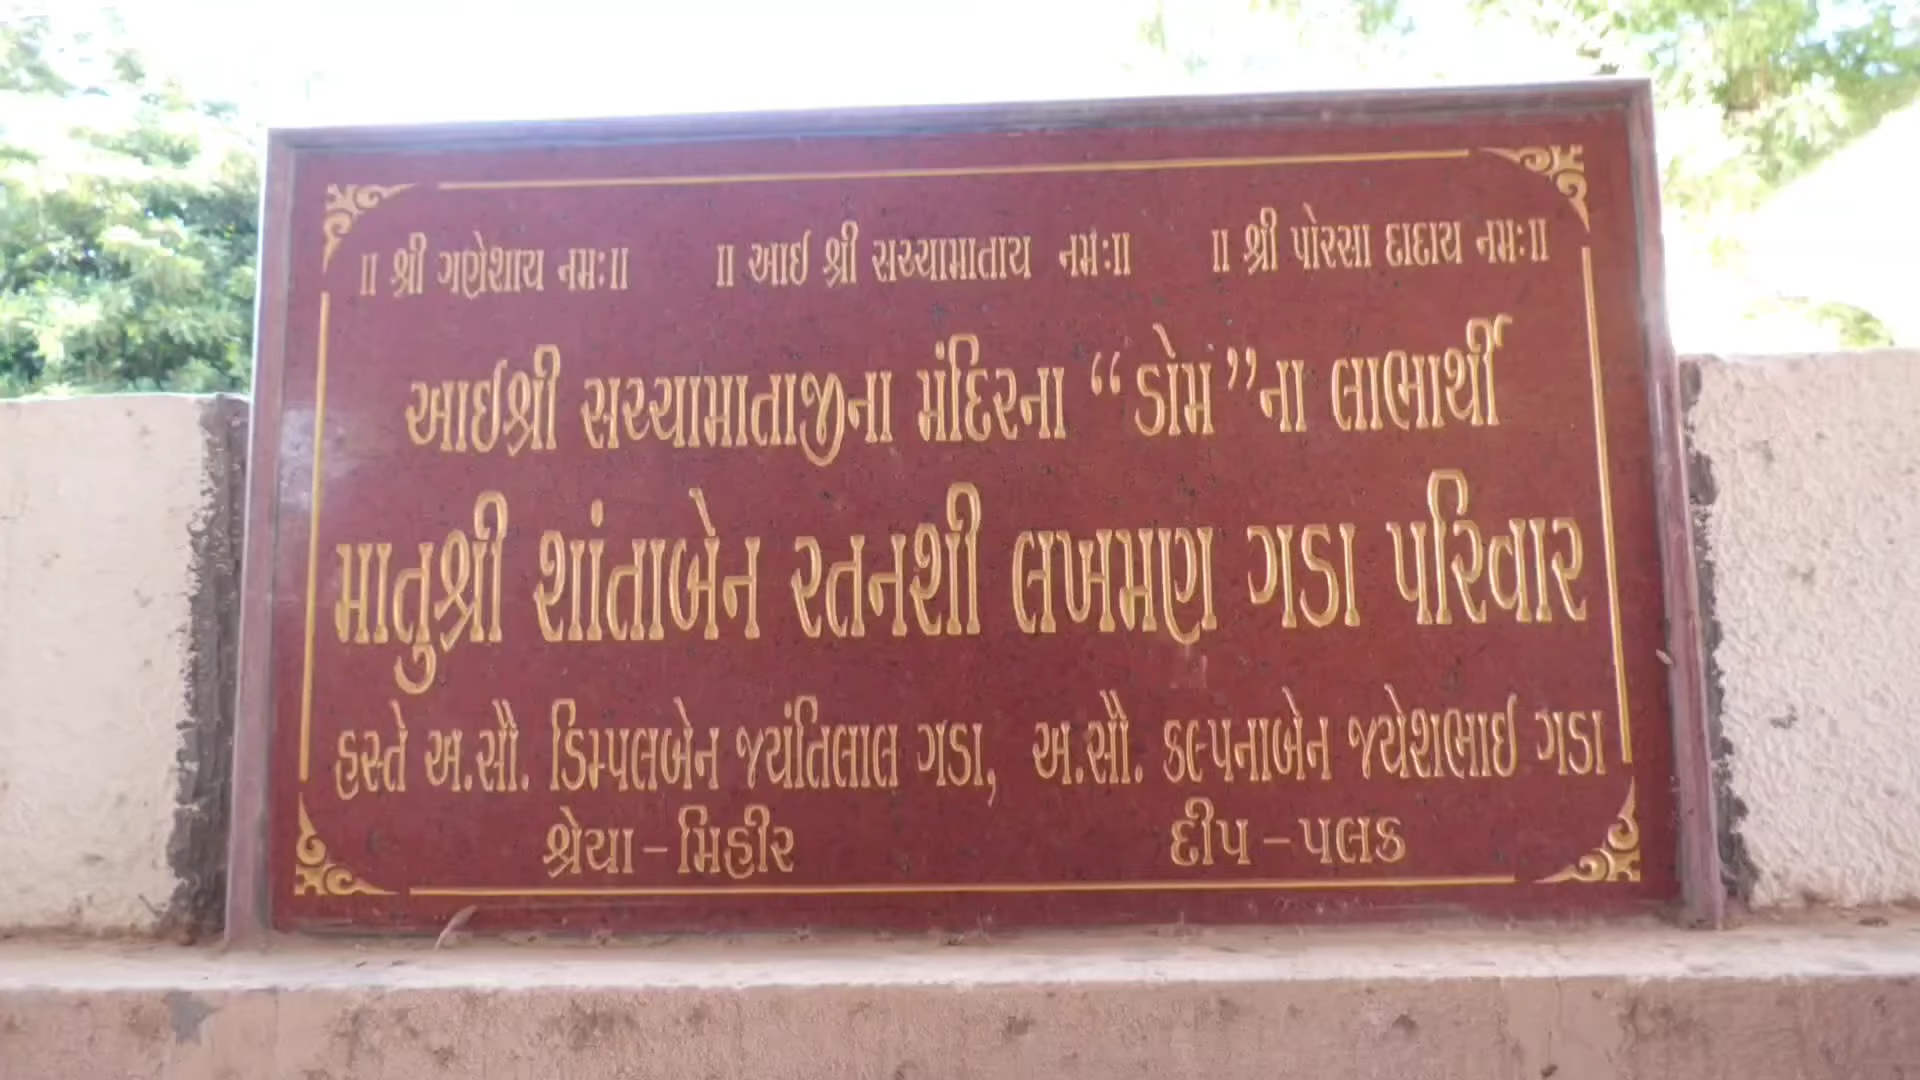 ॥ શ્રી ગણેશાય નમઃ॥ ॥ આઈ શ્રી સચ્ચામાતાય નમઃ॥ ॥ શ્રી પોરસા દાદાય નમઃ॥
આઈશ્રી સચ્ચામાતાજીના મંદિરના “ડોમ”ના લાભાર્થી
માતુશ્રી શાંતાબેન રતનશી લખમણ ગડા પરિવાર
હસ્તે અ.સૌ. ડિમ્પલબેન જયંતિલાલ ગડા, અ.સૌ. કલ્પનાબેન જયેશભાઈ ગડા
શ્રેયા – મિહીર દીપ – પલક